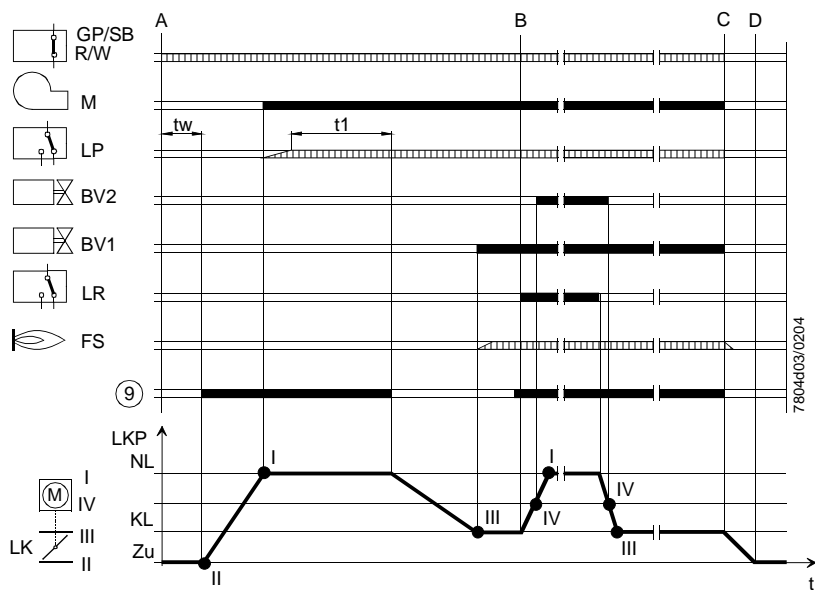 A B C D
GP/SB
R/W
M
tw t1
LP
BV2
BV1
LR
FS
9
7804d03/0204
LKP
NL I I
M I
IV IV IV
KL III III
LK III
Zu
II II
t